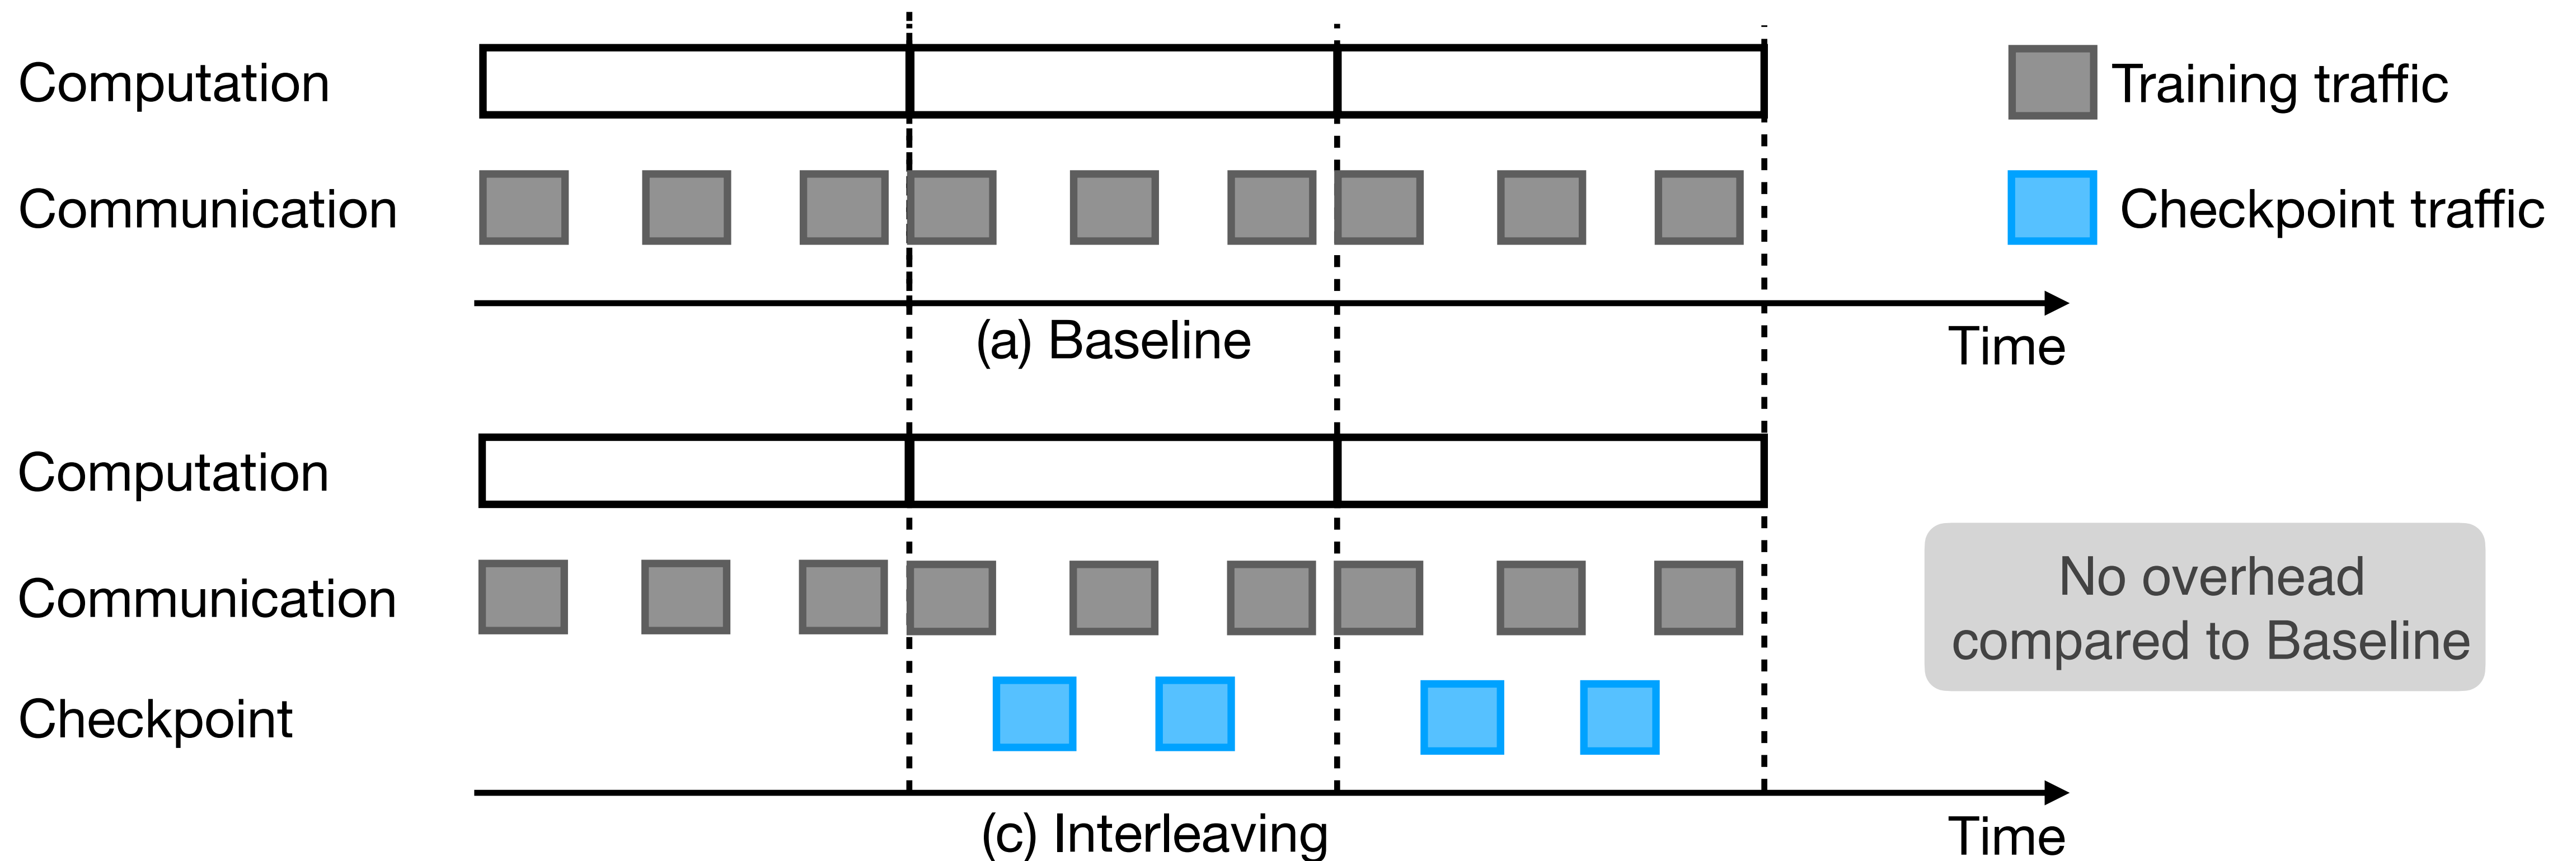 Computation
Training traffic
Communication
Checkpoint traffic
(a) Baseline
Time
Computation
Communication
No overhead
compared to Baseline
Checkpoint
(c) Interleaving
Time